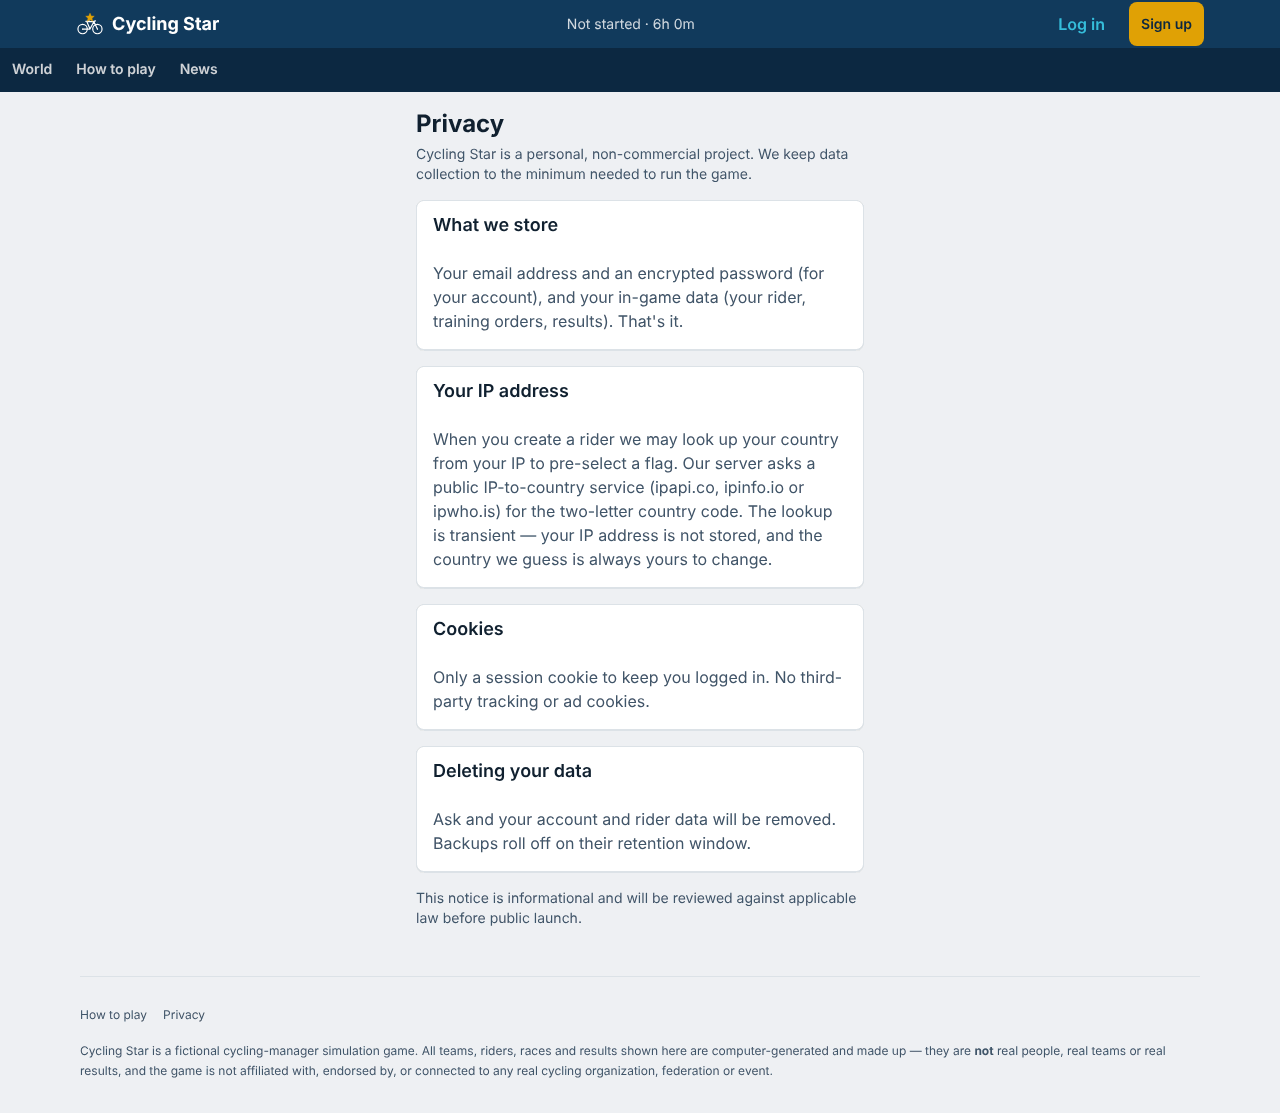 Cycling Star
Not started · 6h 0m
Log in
Sign up
World
How to play
News
Privacy
Cycling Star is a personal, non-commercial project. We keep data
collection to the minimum needed to run the game.
What we store
Your email address and an encrypted password (for
your account), and your in-game data (your rider,
training orders, results). That's it.
Your IP address
When you create a rider we may look up your country
from your IP to pre-select a flag. Our server asks a
public IP-to-country service (ipapi.co, ipinfo.io or
ipwho.is) for the two-letter country code. The lookup
is transient — your IP address is not stored, and the
country we guess is always yours to change.
Cookies
Only a session cookie to keep you logged in. No third-
party tracking or ad cookies.
Deleting your data
Ask and your account and rider data will be removed.
Backups roll off on their retention window.
This notice is informational and will be reviewed against applicable
law before public launch.
How to play
Privacy
Cycling Star is a fictional cycling-manager simulation game. All teams, riders, races and results shown here are computer-generated and made up — they are not real people, real teams or real
results, and the game is not affiliated with, endorsed by, or connected to any real cycling organization, federation or event.